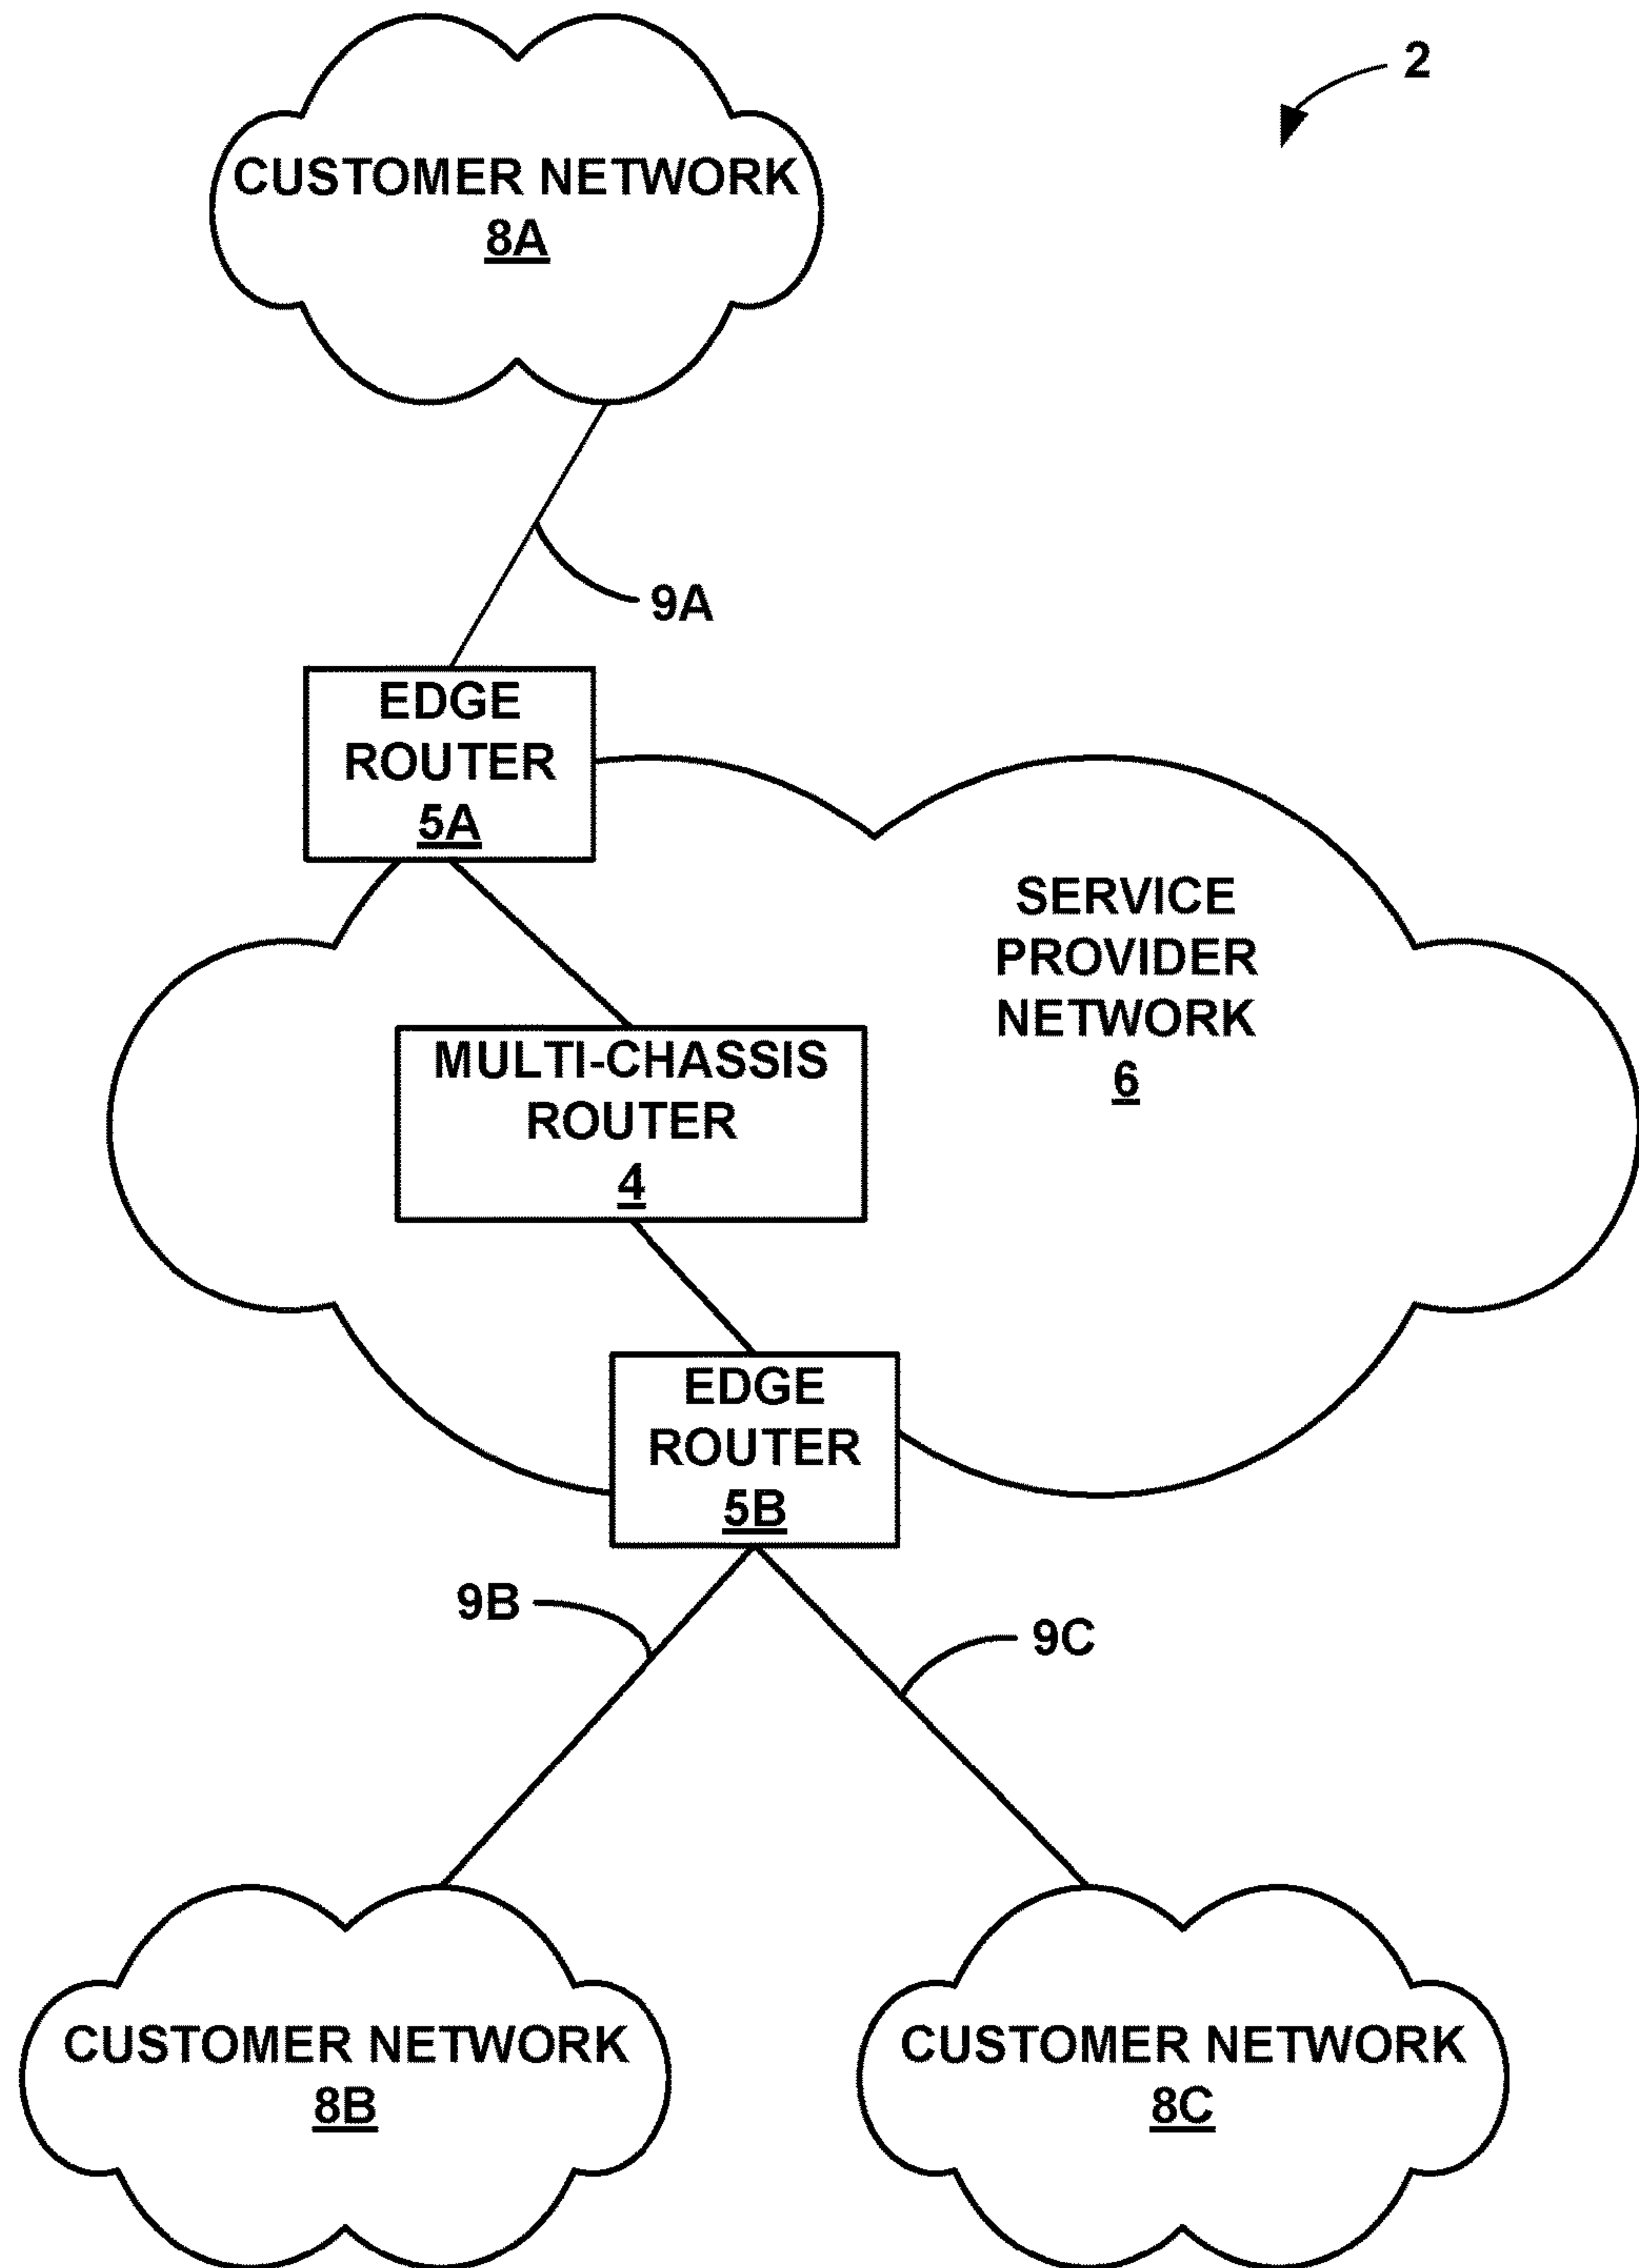 2
CUSTOMER NETWORK
8A
9A
EDGE
ROUTER
5A
SERVICE
PROVIDER
NETWORK
6
MULTI-CHASSIS
ROUTER
4
EDGE
ROUTER
5B
9B
9C
CUSTOMER NETWORK
8B
CUSTOMER NETWORK
8C